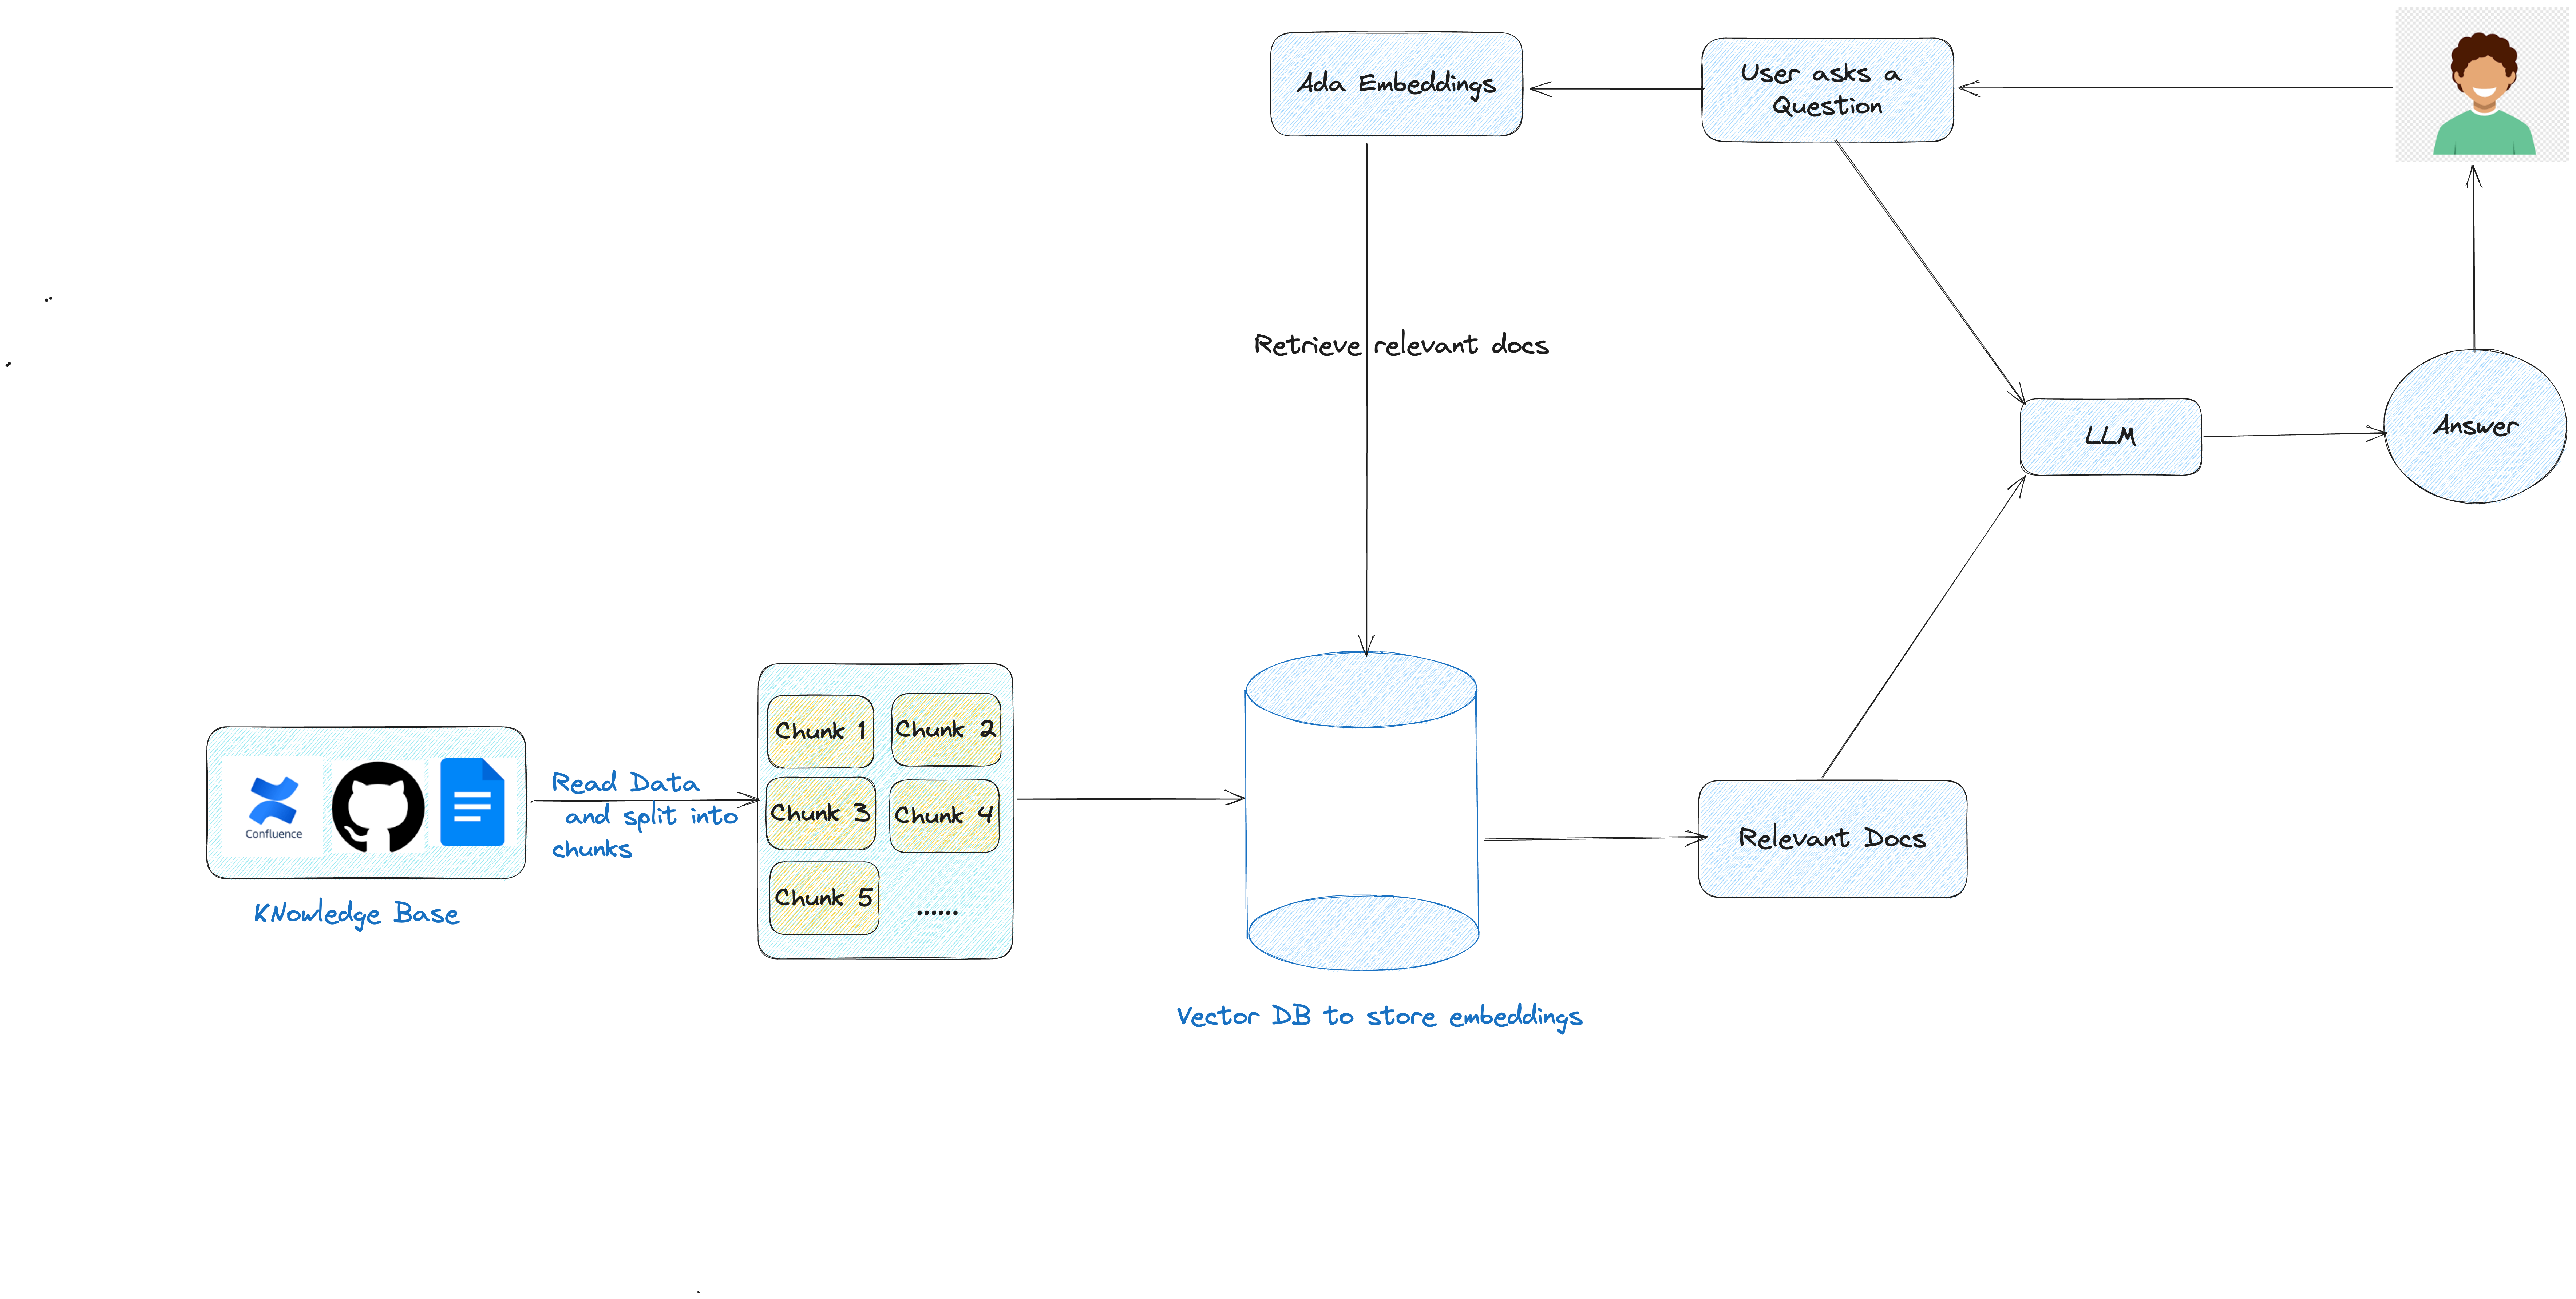 Ada Embeddings
User asks a
Question
Retrieve relevant docs
LLM
Answer
Confluence
KNowledge Base
Read Data
and split into
chunks
Chunk 1
Chunk 2
Chunk 3
Chunk 4
Chunk 5
......
Vector DB to store embeddings
Relevant Docs